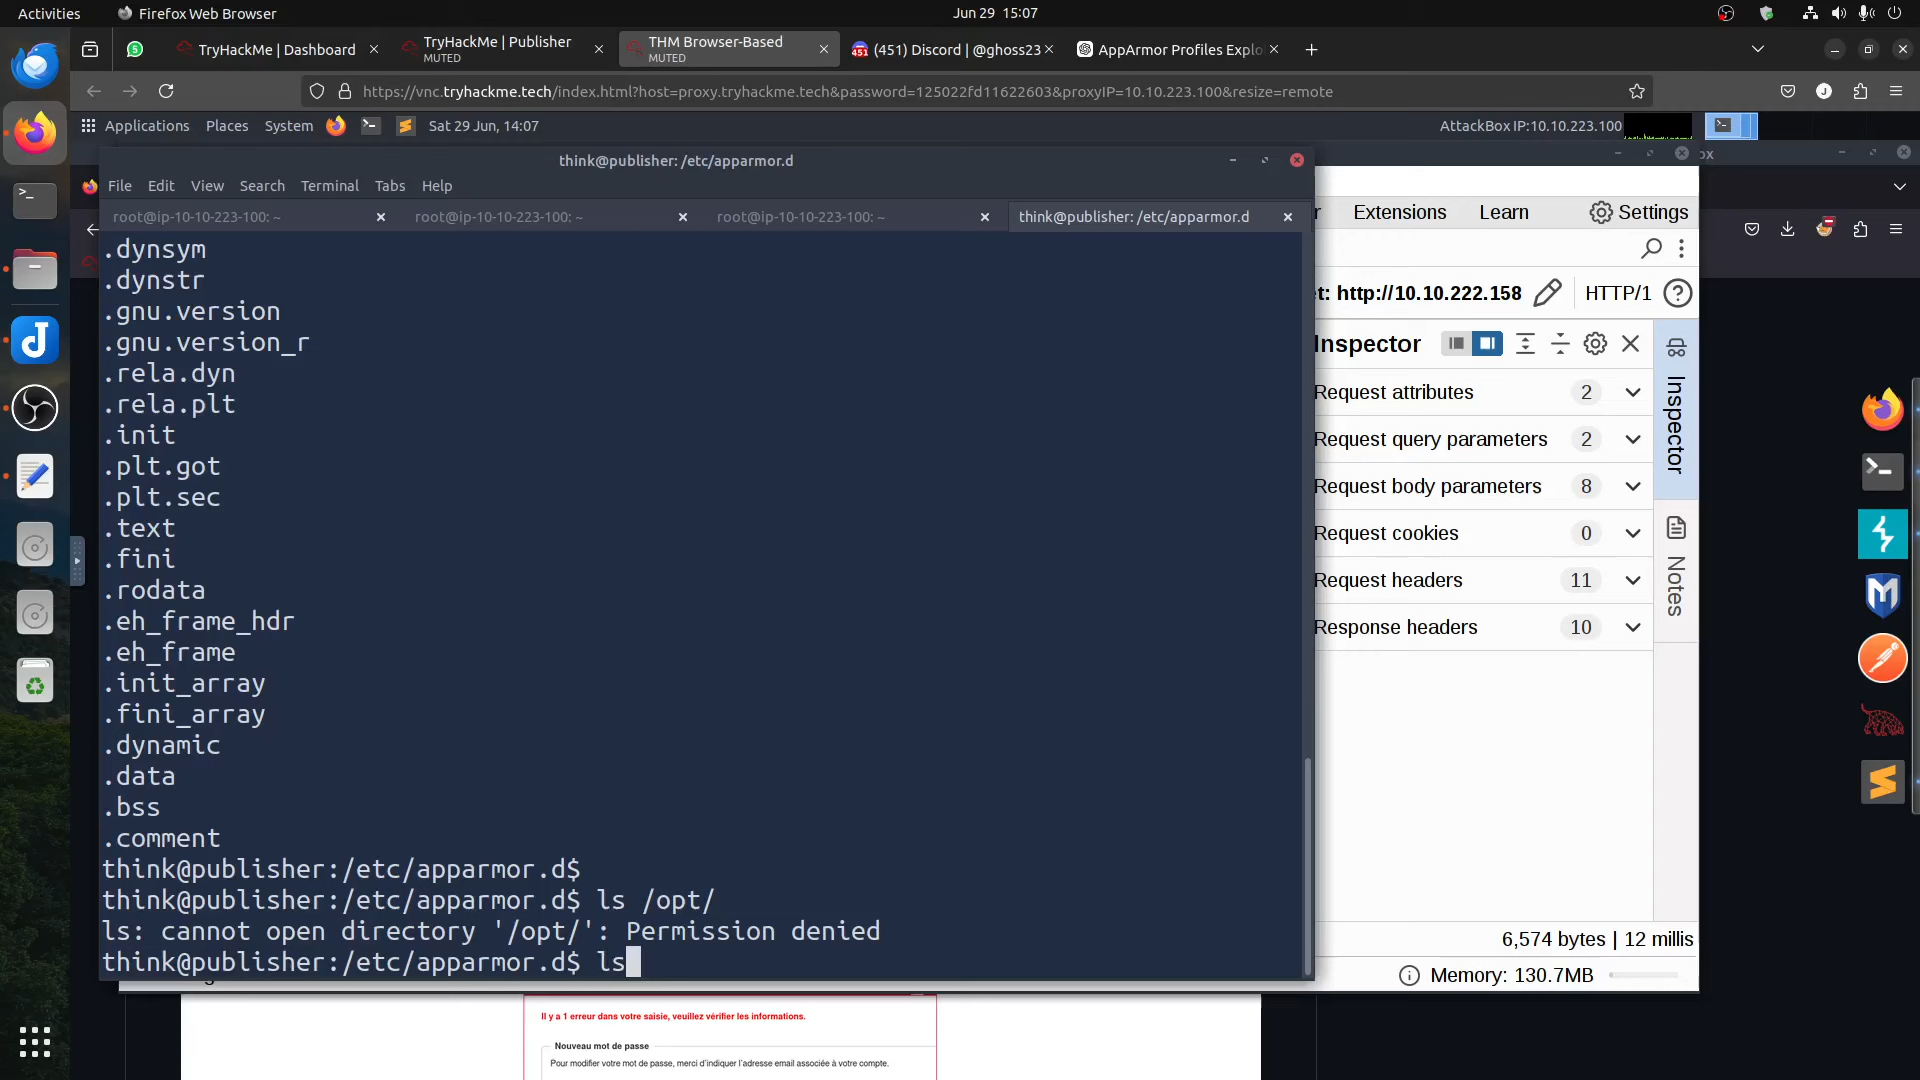 Activities
Firefox Web Browser
Jun 29 15:07
TryHackMe | Dashboard
TryHackMe | Publisher
MUTED
THM Browser-Based
MUTED
(451) Discord | @ghoss23
AppArmor Profiles Explo
https://vnc.tryhackme.tech/index.html?host=proxy.tryhackme.tech&password=125022fd11622603&proxyIP=10.10.223.100&resize=remote
Applications Places System
Sat 29 Jun, 14:07
AttackBox IP:10.10.223.100
think@publisher: /etc/apparmor.d
File Edit View Search Terminal Tabs Help
root@ip-10-10-223-100: ~
root@ip-10-10-223-100: ~
root@ip-10-10-223-100: ~
think@publisher: /etc/apparmor.d
.dynsym
.dynstr
.gnu.version
.gnu.version_r
.rela.dyn
.rela.plt
.init
.plt.got
.plt.sec
.text
.fini
.rodata
.eh_frame_hdr
.eh_frame
.init_array
.fini_array
.dynamic
.data
.bss
.comment
think@publisher:/etc/apparmor.d$
think@publisher:/etc/apparmor.d$ ls /opt/
ls: cannot open directory '/opt/': Permission denied
think@publisher:/etc/apparmor.d$ ls
ox
r Extensions Learn Settings
t: http://10.10.222.158 HTTP/1
Inspector
Request attributes 2
Request query parameters 2
Request body parameters 8
Request cookies 0
Request headers 11
Response headers 10
Inspector
Notes
6,574 bytes | 12 millis
Memory: 130.7MB
Il y a 1 erreur dans votre saisie, veuillez vérifier les informations.
Nouveau mot de passe
Pour modifier votre mot de passe, merci d'indiquer l'adresse email associée à votre compte.